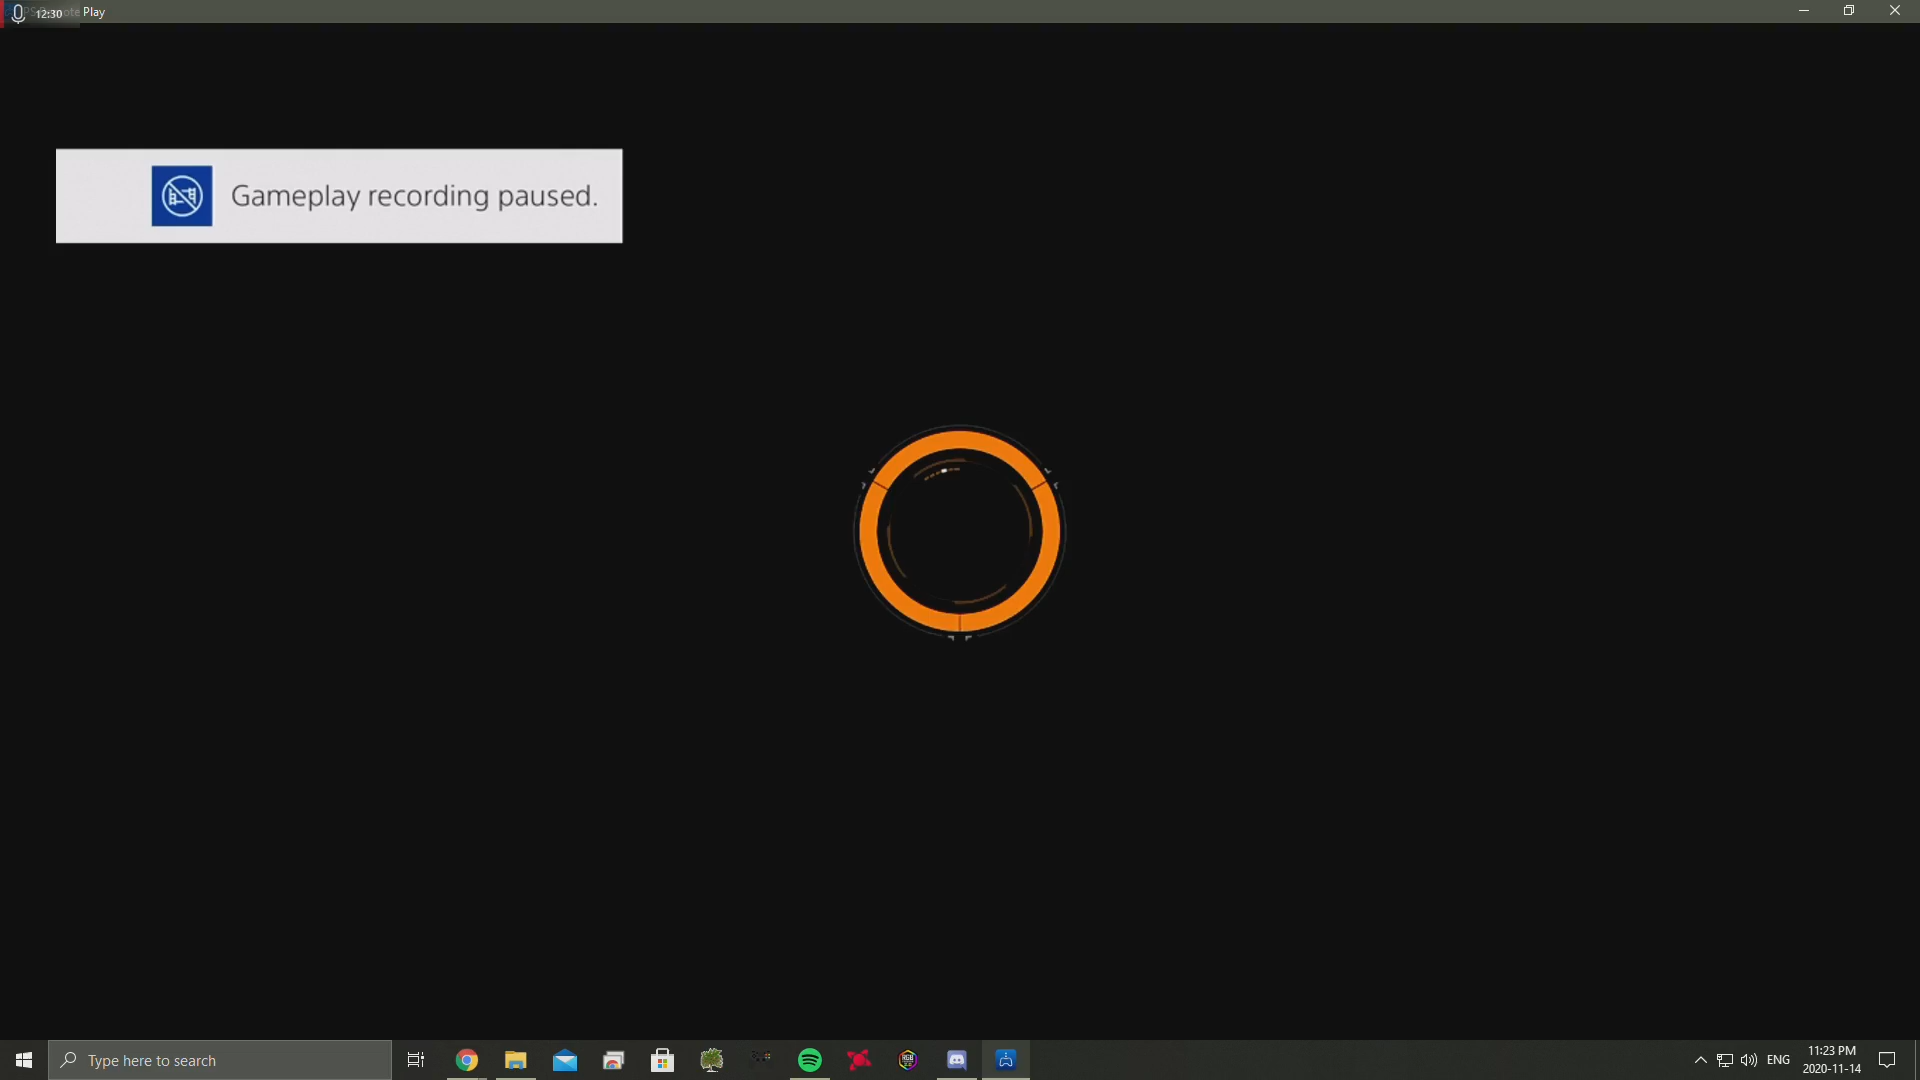 12:30
Play
Gameplay recording paused.
Type here to search
ENG
11:23 PM
2020-11-14